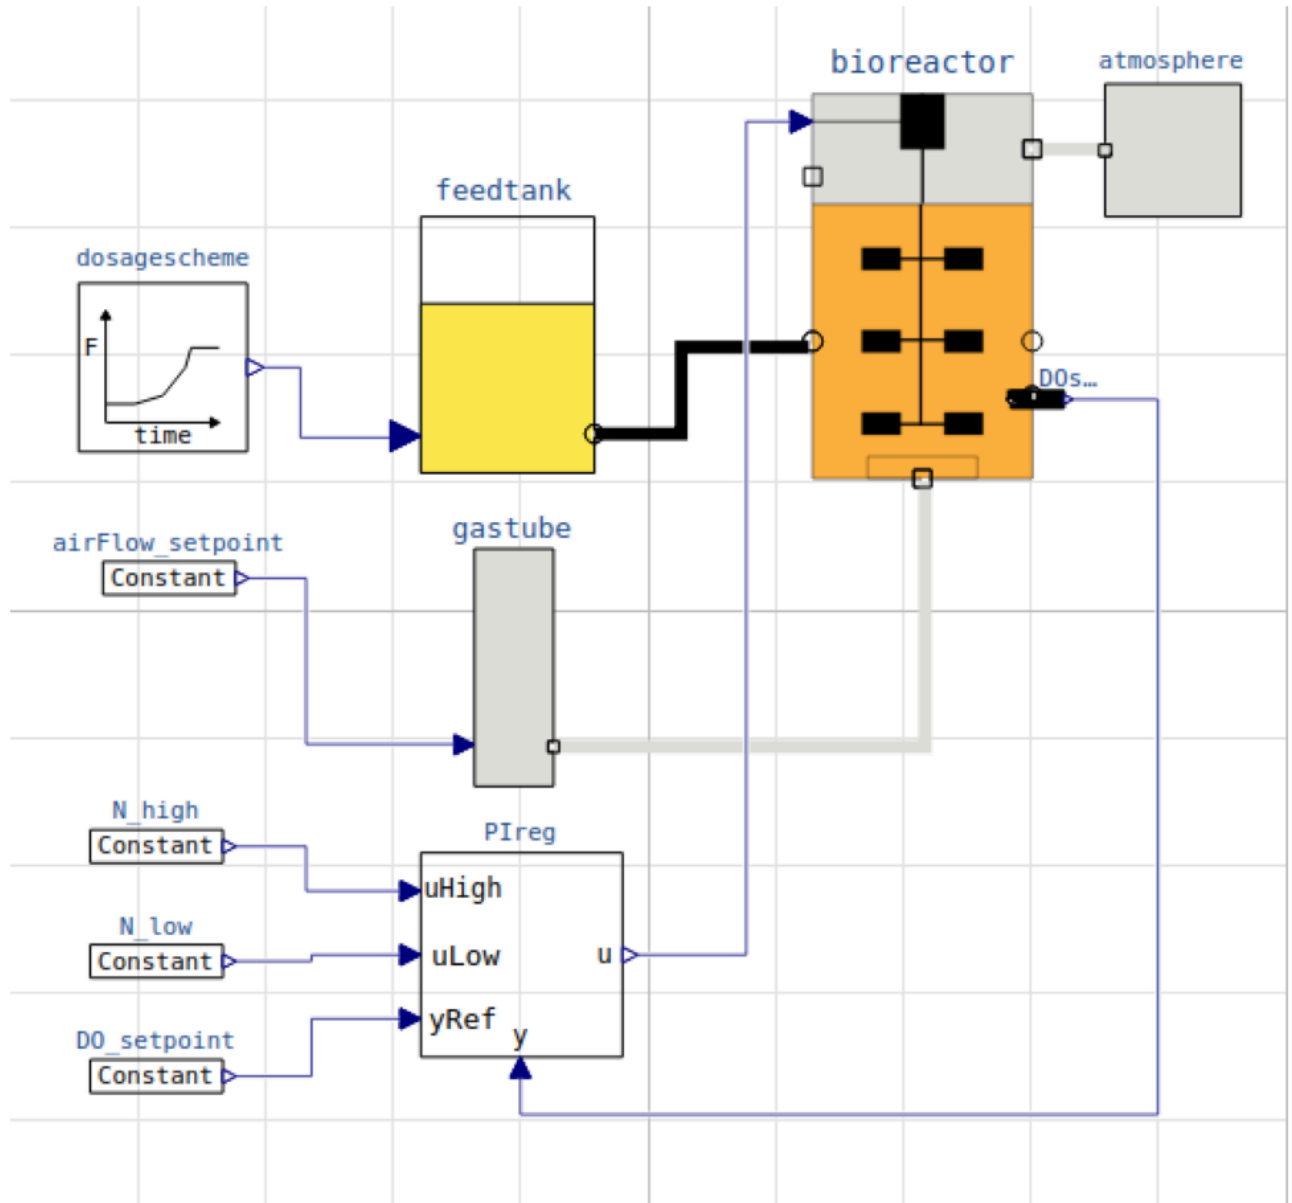 bioreactor
atmosphere
feedtank
dosagescheme
F
time
DOs…
gastube
airFlow_setpoint
Constant
N_high
Constant
PIreg
uHigh
N_low
Constant
uLow
u
yRef
y
DO_setpoint
Constant